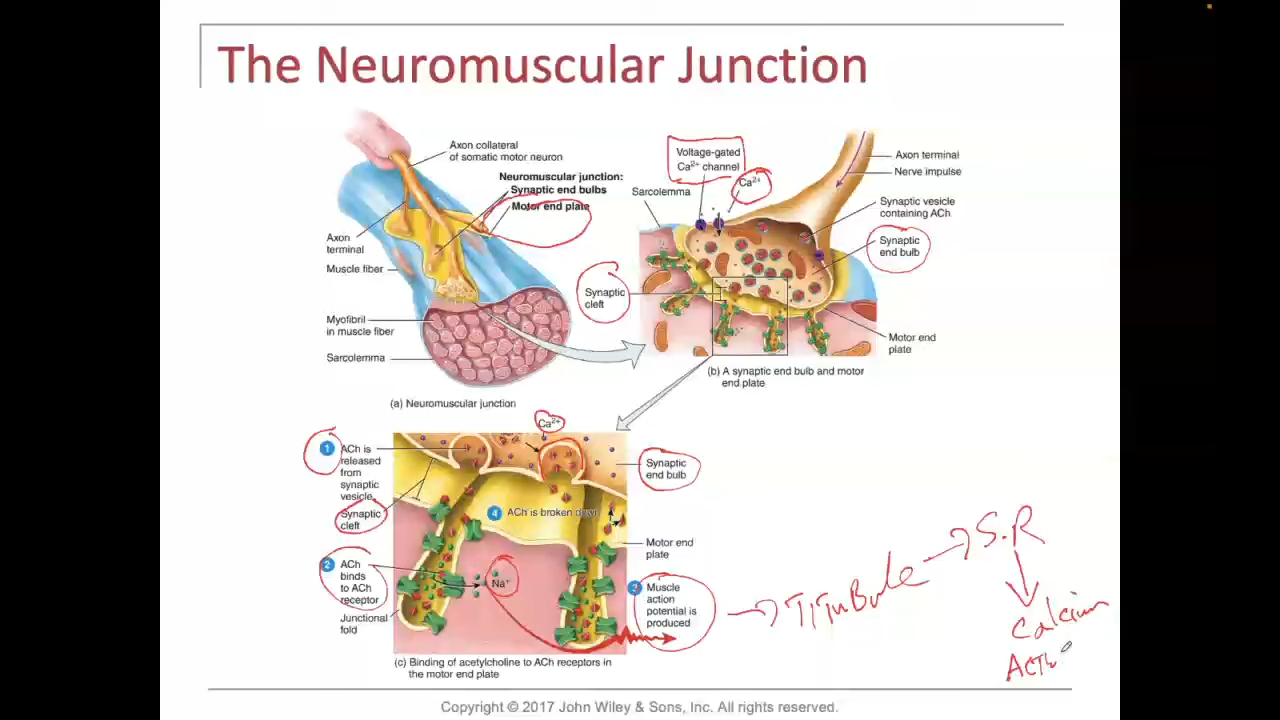 The Neuromuscular Junction
Axon collateral
of somatic motor neuron
Neuromuscular junction:
Synaptic end bulbs
Motor end plate
Axon
terminal
Muscle fiber
Myofibril
in muscle fiber
Sarcolemma
(a) Neuromuscular junction
Voltage-gated
Ca2+ channel
Ca2+
Sarcolemma
Axon terminal
Nerve impulse
Synaptic vesicle
containing ACh
Synaptic
end bulb
Synaptic
cleft
Motor end
plate
(b) A synaptic end bulb and motor
end plate
Ca2+
1 ACh is
released
from
synaptic
vesicle
Synaptic
cleft
2 ACh
binds
to ACh
receptor
Junctional
fold
4 ACh is broken down
Na+
Synaptic
end bulb
Motor end
plate
3 Muscle
action
potential is
produced
(c) Binding of acetylcholine to ACh receptors in
the motor end plate
S.R
Calcium
Copyright © 2017 John Wiley & Sons, Inc. All rights reserved.